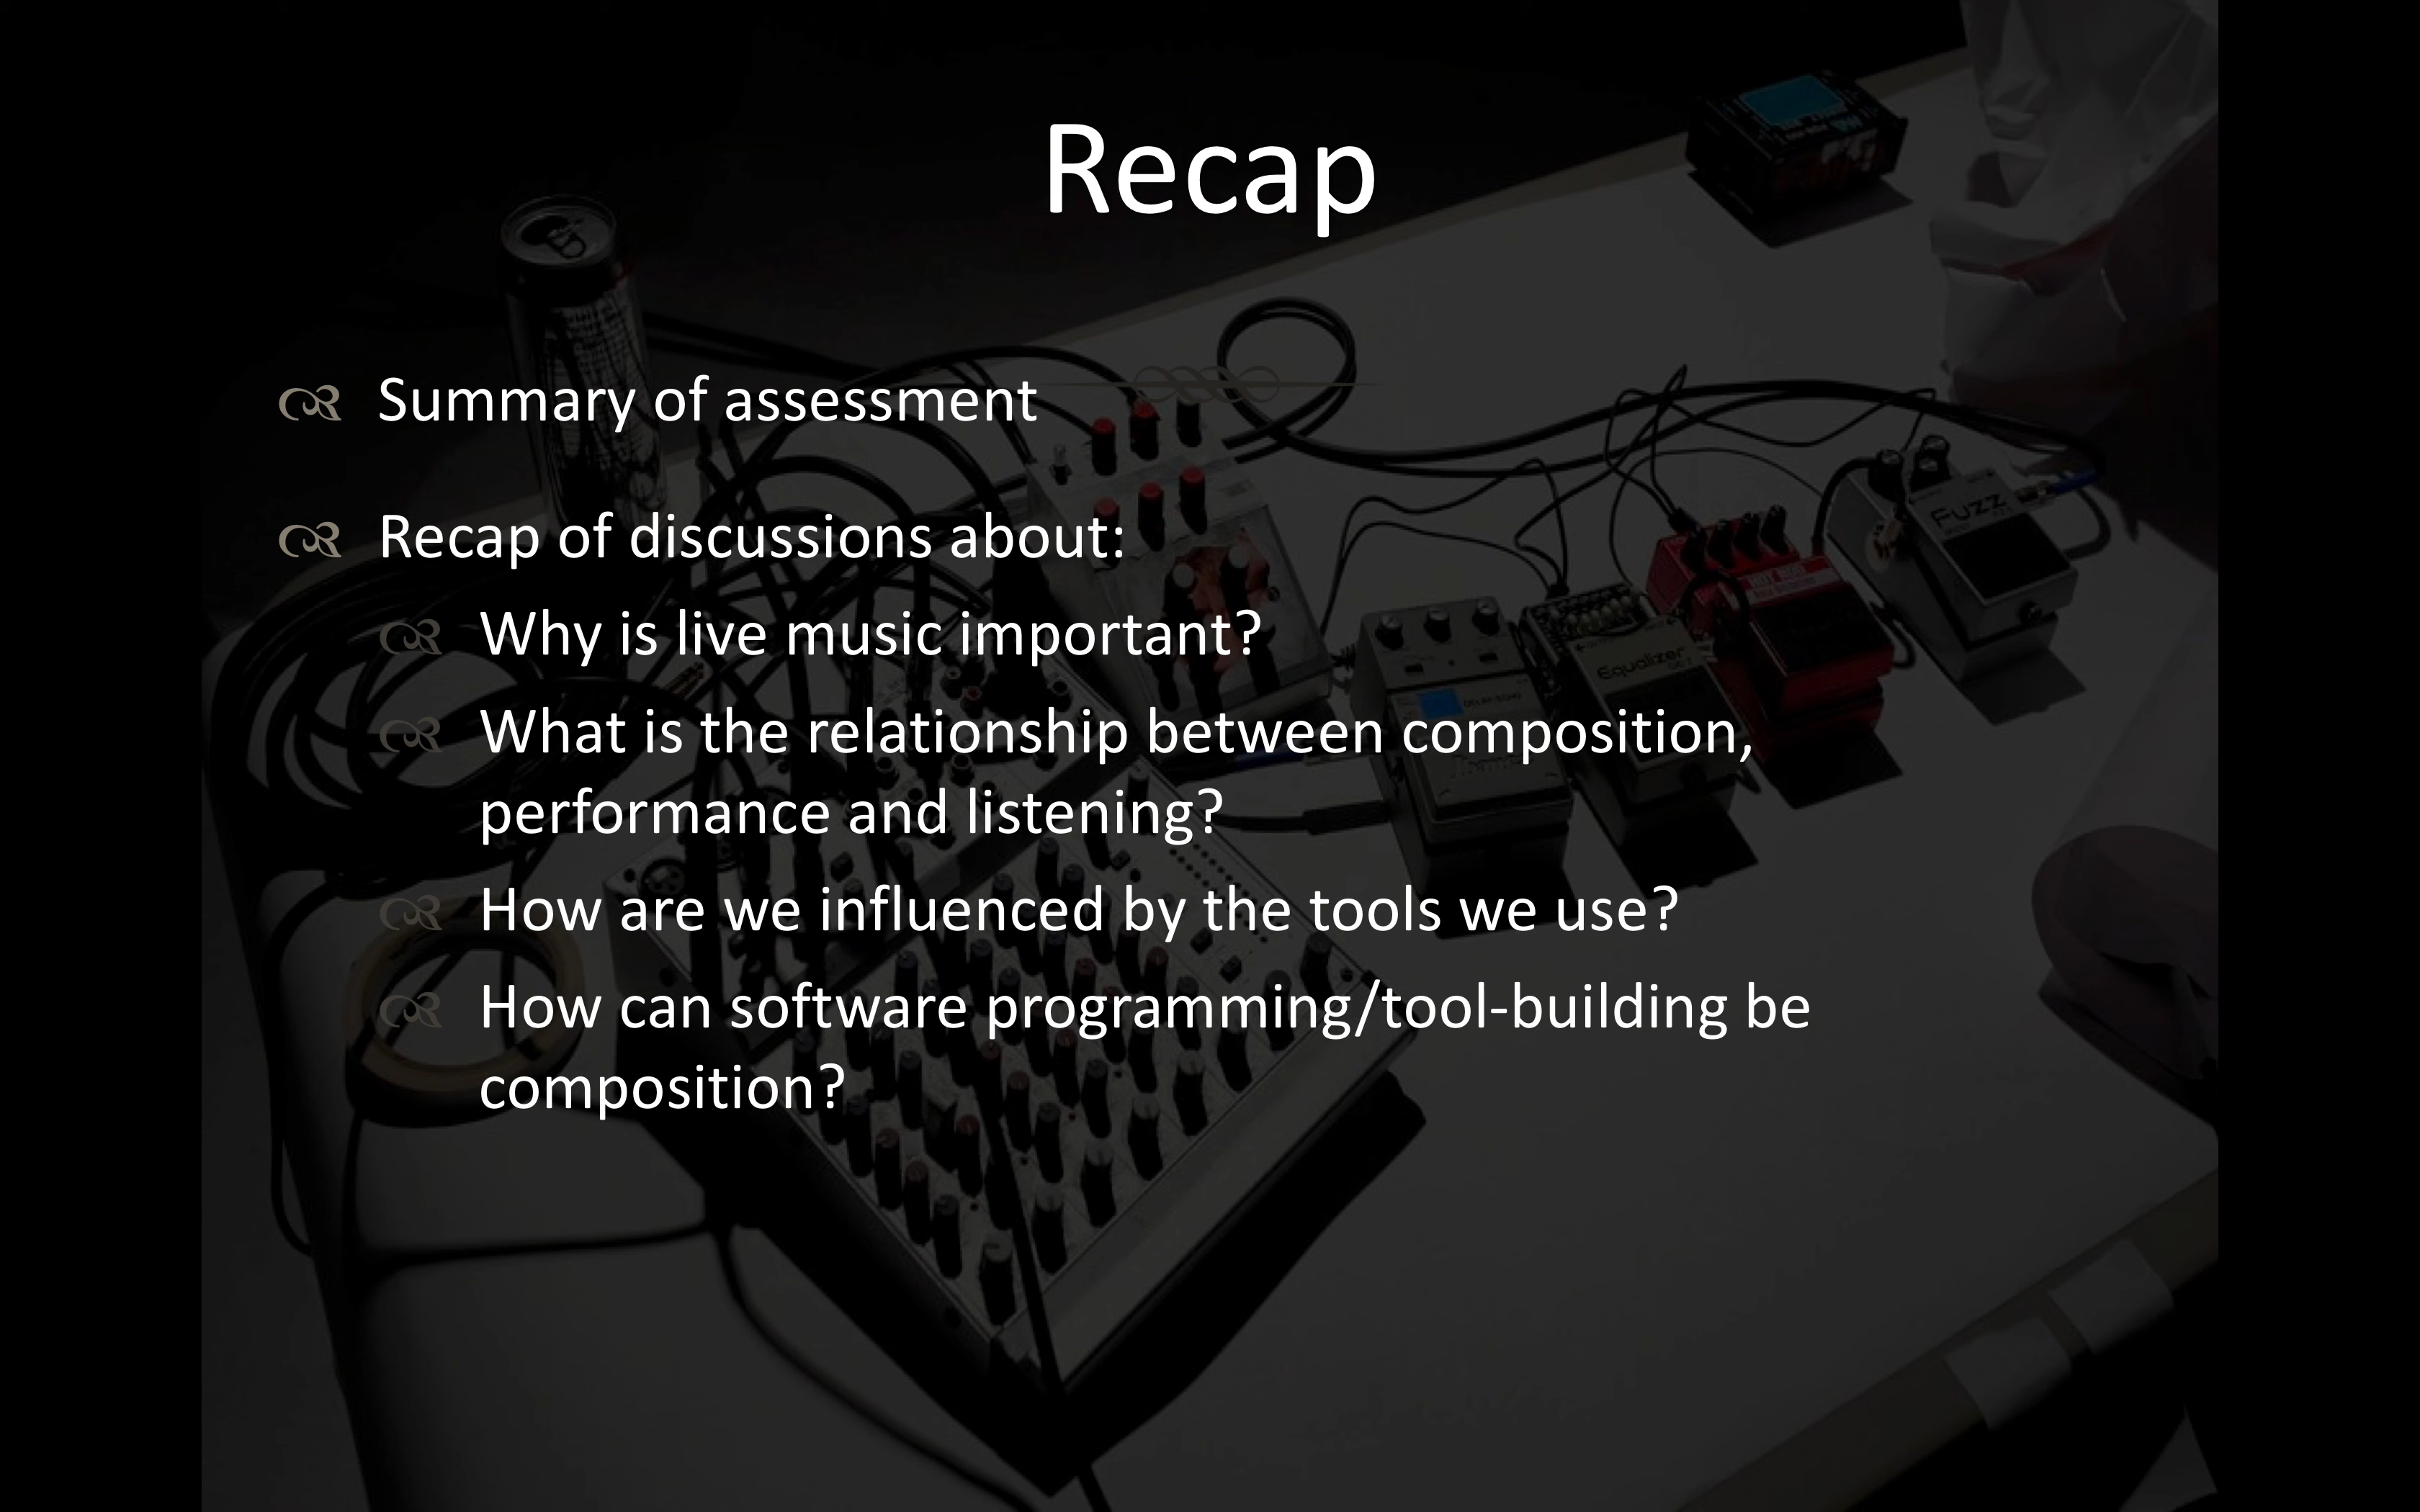 Recap
Summary of assessment
Recap of discussions about:
Why is live music important?
What is the relationship between composition,
performance and listening?
How are we influenced by the tools we use?
How can software programming/tool-building be
composition?
Fuzz
Equalizer